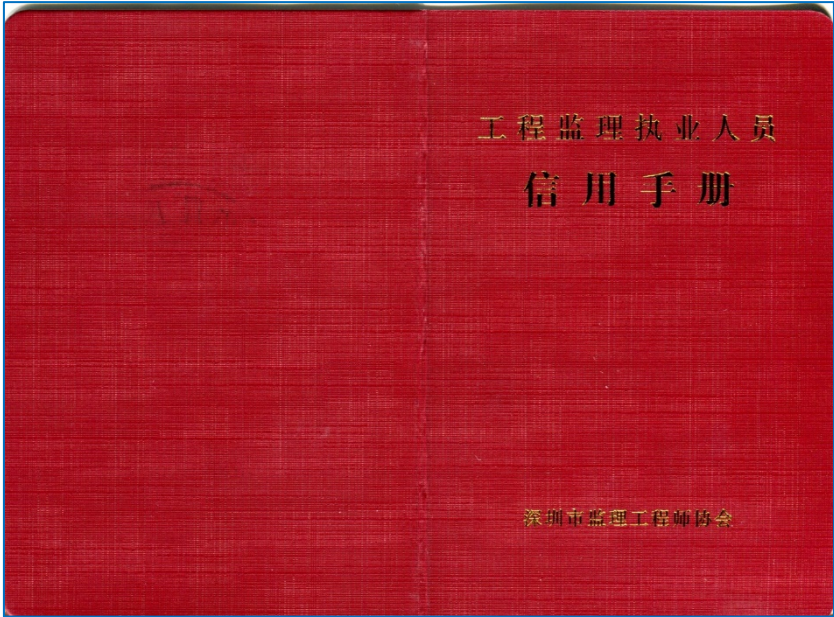 工程监理执业人员
信用手册
深圳市监理工程师协会